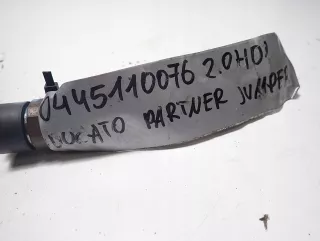 0445110076 2.0HDI
DUCATO PARTNER JUMPER